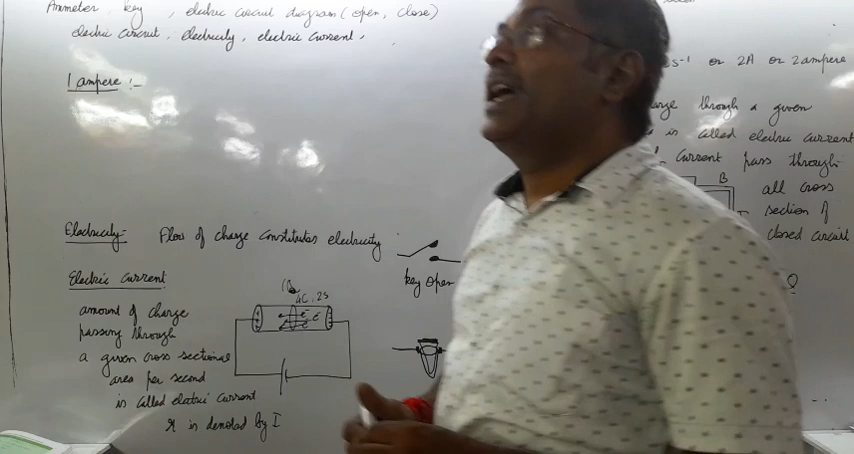 Ammeter key, electric circuit diagram (open, close)
electric circuit, electricity, electric current,
1 ampere :-
s⁻¹ or 2A or 2 ampere
through a given
is called electric current
Current pass through
B
all cross
section of
closed circuit
Q
Electricity- Flow of charge constitutes electricity
key open
Electric Current
amount of charge
passing through
a given cross sectional
area per second
is called electric current
It is denoted by I
4C, 2s
e⁻ e⁻